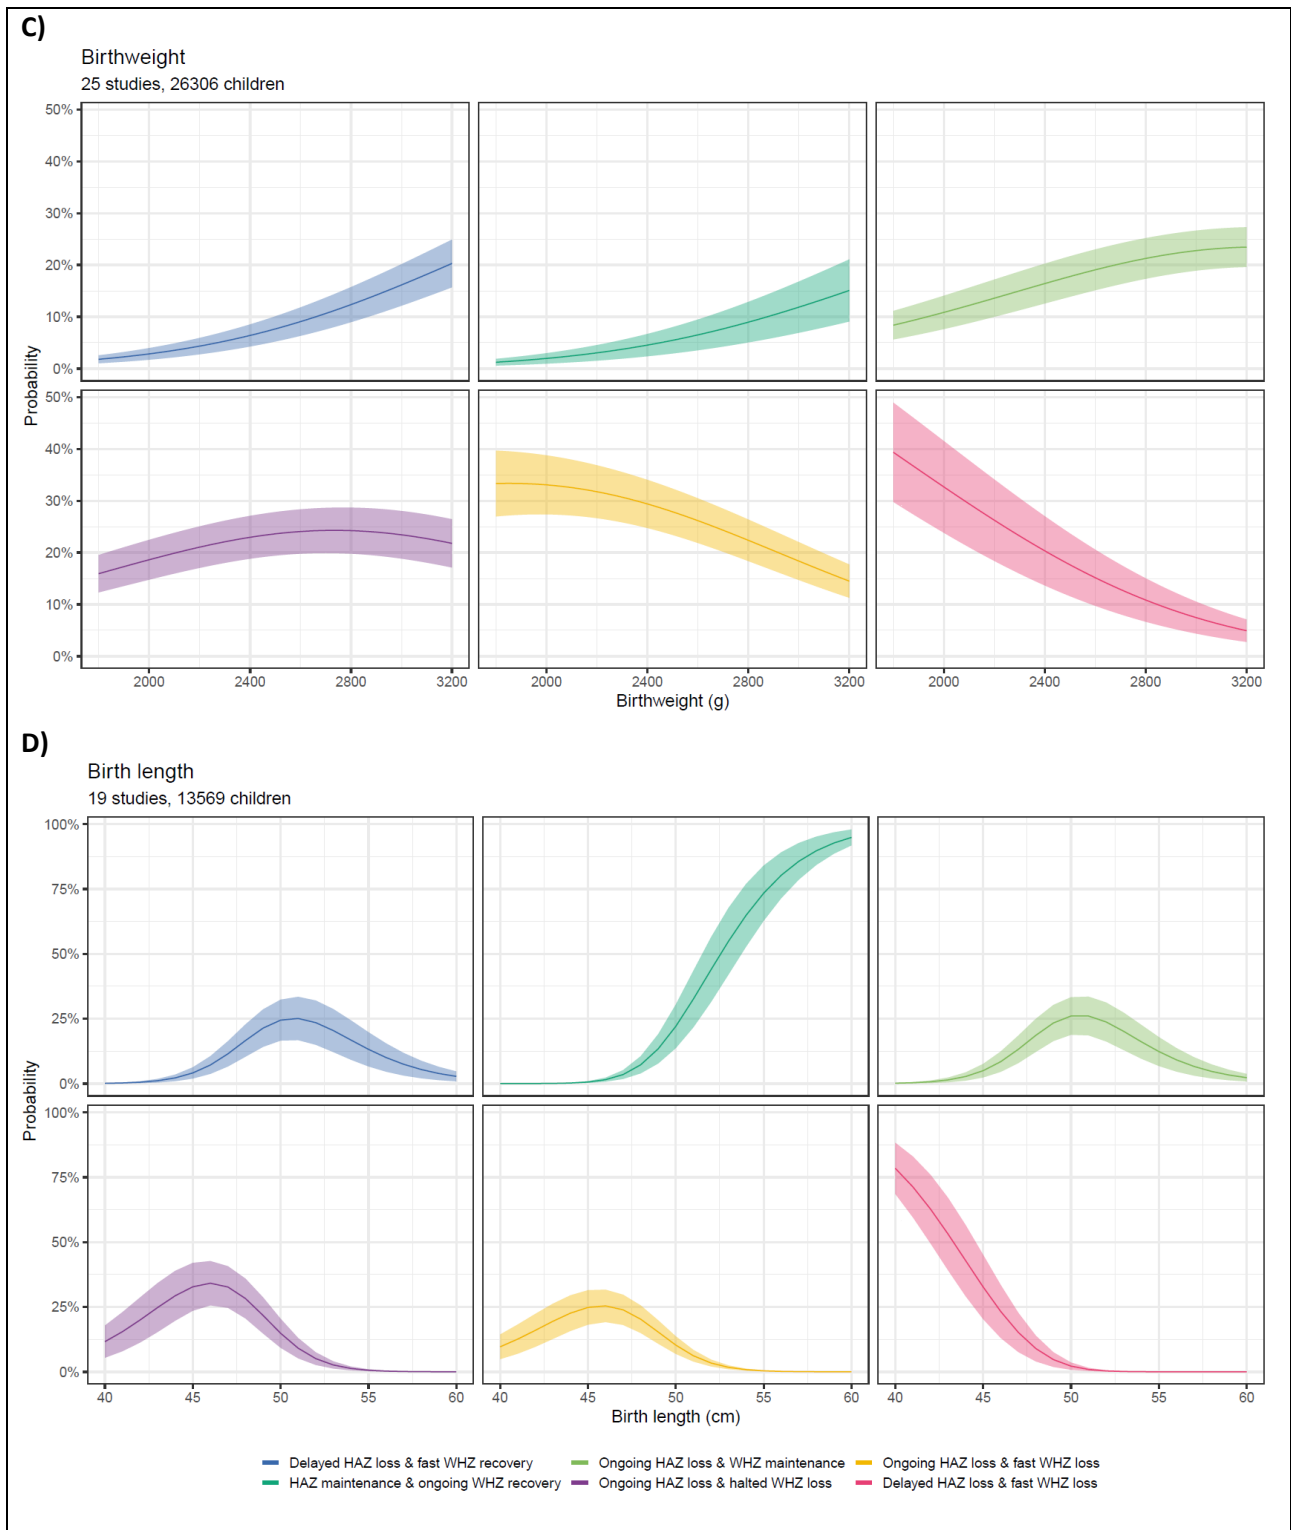 C)
Birthweight
25 studies, 26306 children
50%
40%
30%
20%
10%
0%
Probability
50%
40%
30%
20%
10%
0%
2000 2400 2800 3200 2000 2400 2800 3200 2000 2400 2800 3200
Birthweight (g)
D)
Birth length
19 studies, 13569 children
100%
75%
50%
25%
0%
Probability
100%
75%
50%
25%
0%
40 45 50 55 60 40 45 50 55 60 40 45 50 55 60
Birth length (cm)
Delayed HAZ loss & fast WHZ recovery Ongoing HAZ loss & WHZ maintenance Ongoing HAZ loss & fast WHZ loss
HAZ maintenance & ongoing WHZ recovery Ongoing HAZ loss & halted WHZ loss Delayed HAZ loss & fast WHZ loss